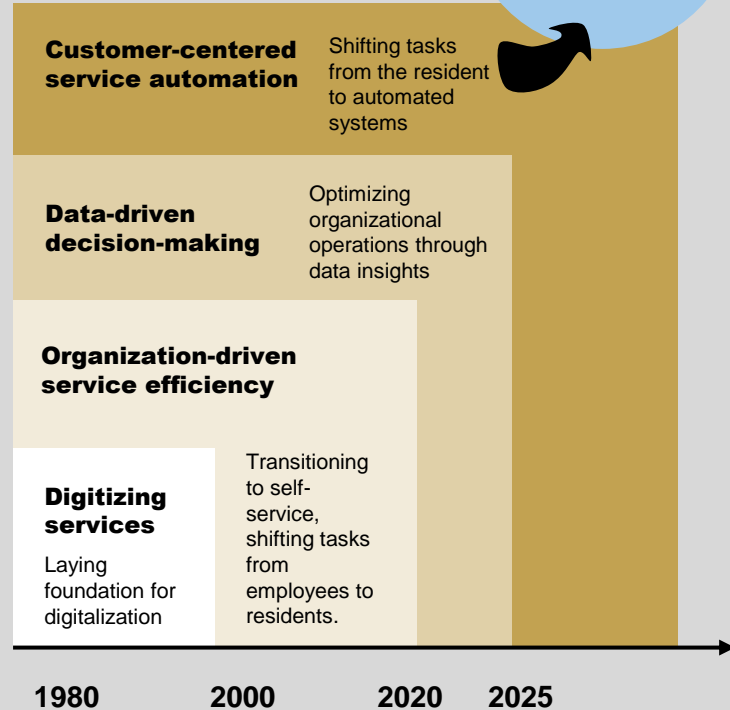 Customer-centered
service automation
Shifting tasks
from the resident
to automated
systems
Data-driven
decision-making
Optimizing
organizational
operations through
data insights
Organization-driven
service efficiency
Transitioning
to self-
service,
shifting tasks
from
employees to
residents.
Digitizing
services
Laying
foundation for
digitalization
1980 2000 2020 2025